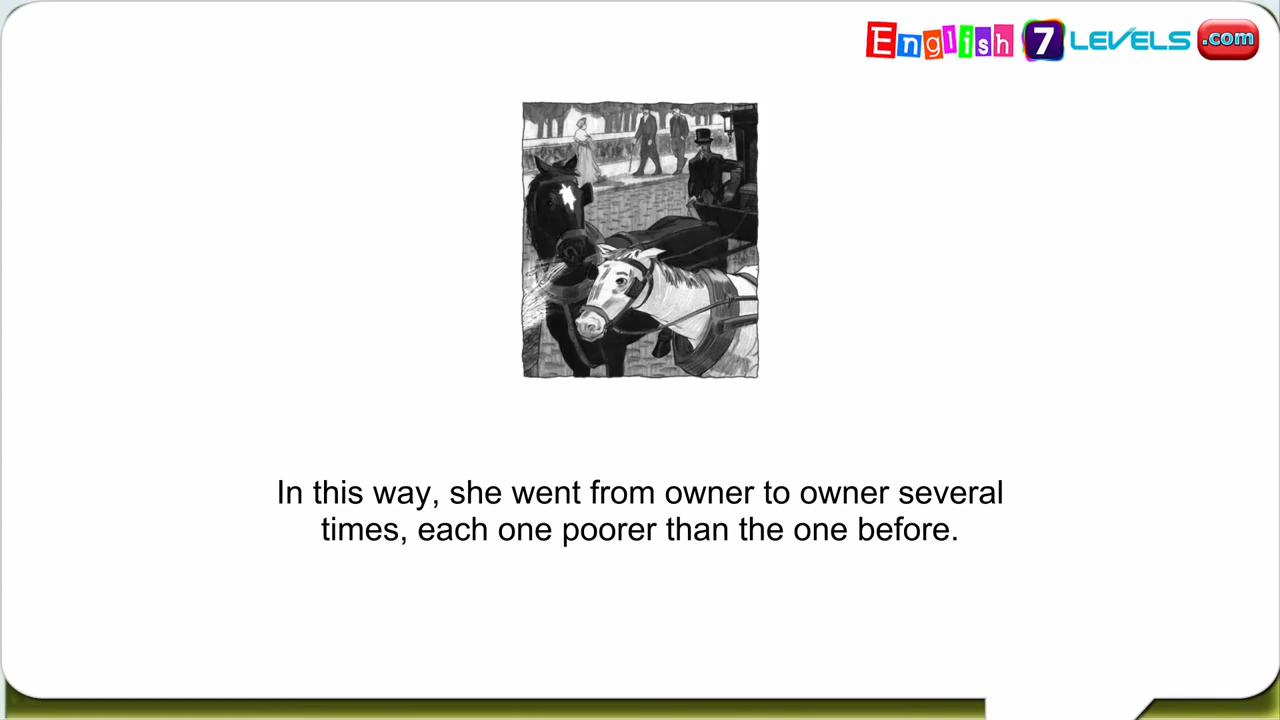 English 7 LEVELS .com
In this way, she went from owner to owner several
times, each one poorer than the one before.